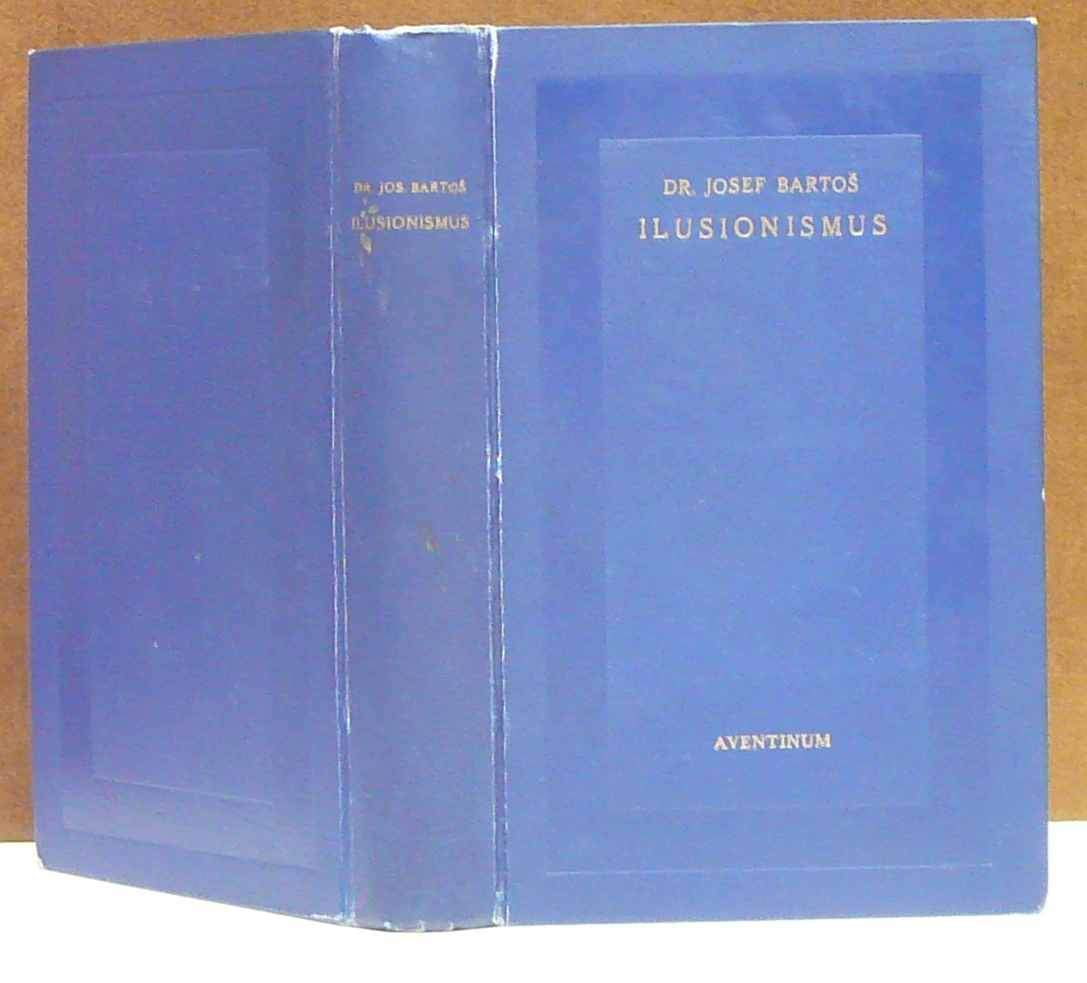 DR. JOS. BARTOŠ
ILUSIONISMUS
DR. JOSEF BARTOŠ
ILUSIONISMUS
AVENTINUM